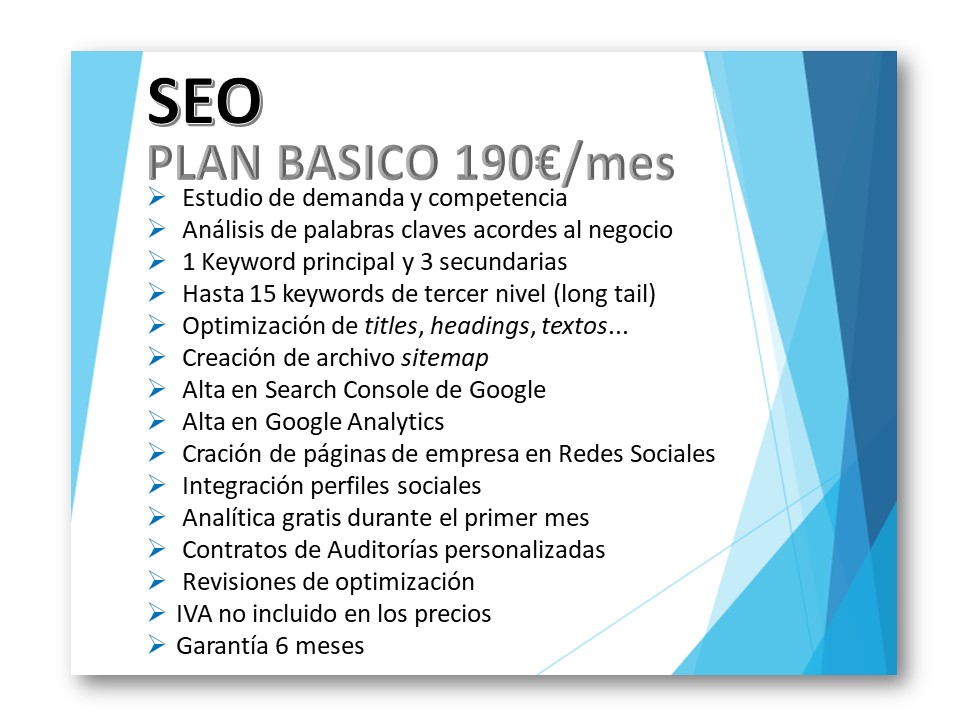 SEO
PLAN BASICO 190€/mes
Estudio de demanda y competencia
Análisis de palabras claves acordes al negocio
1 Keyword principal y 3 secundarias
Hasta 15 keywords de tercer nivel (long tail)
Optimización de titles, headings, textos...
Creación de archivo sitemap
Alta en Search Console de Google
Alta en Google Analytics
Cración de páginas de empresa en Redes Sociales
Integración perfiles sociales
Analítica gratis durante el primer mes
Contratos de Auditorías personalizadas
Revisiones de optimización
IVA no incluido en los precios
Garantía 6 meses